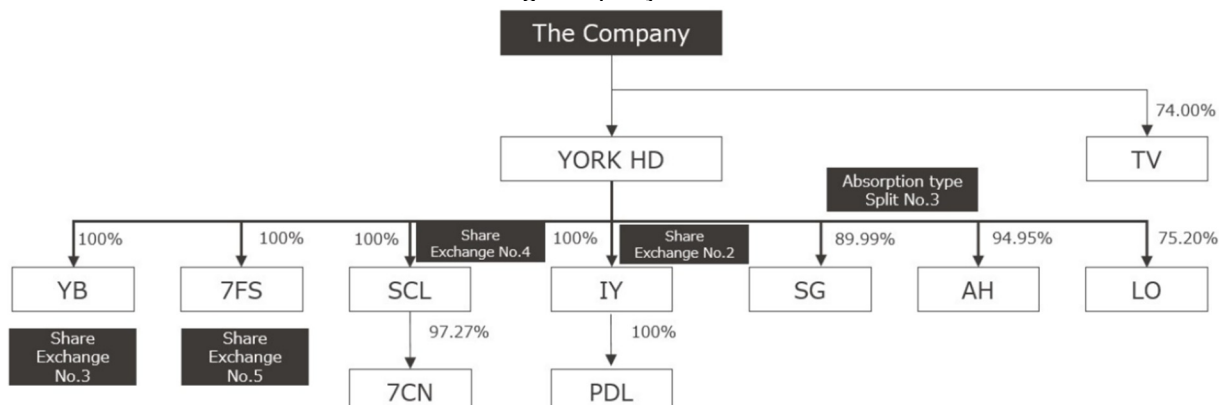 The Company
74.00%
YORK HD
TV
Absorption type
Split No.3
100%
100%
100%
Share
Exchange No.4
100%
Share
Exchange No.2
89.99%
94.95%
75.20%
YB
7FS
SCL
IY
SG
AH
LO
Share
Exchange
No.3
Share
Exchange
No.5
97.27%
100%
7CN
PDL